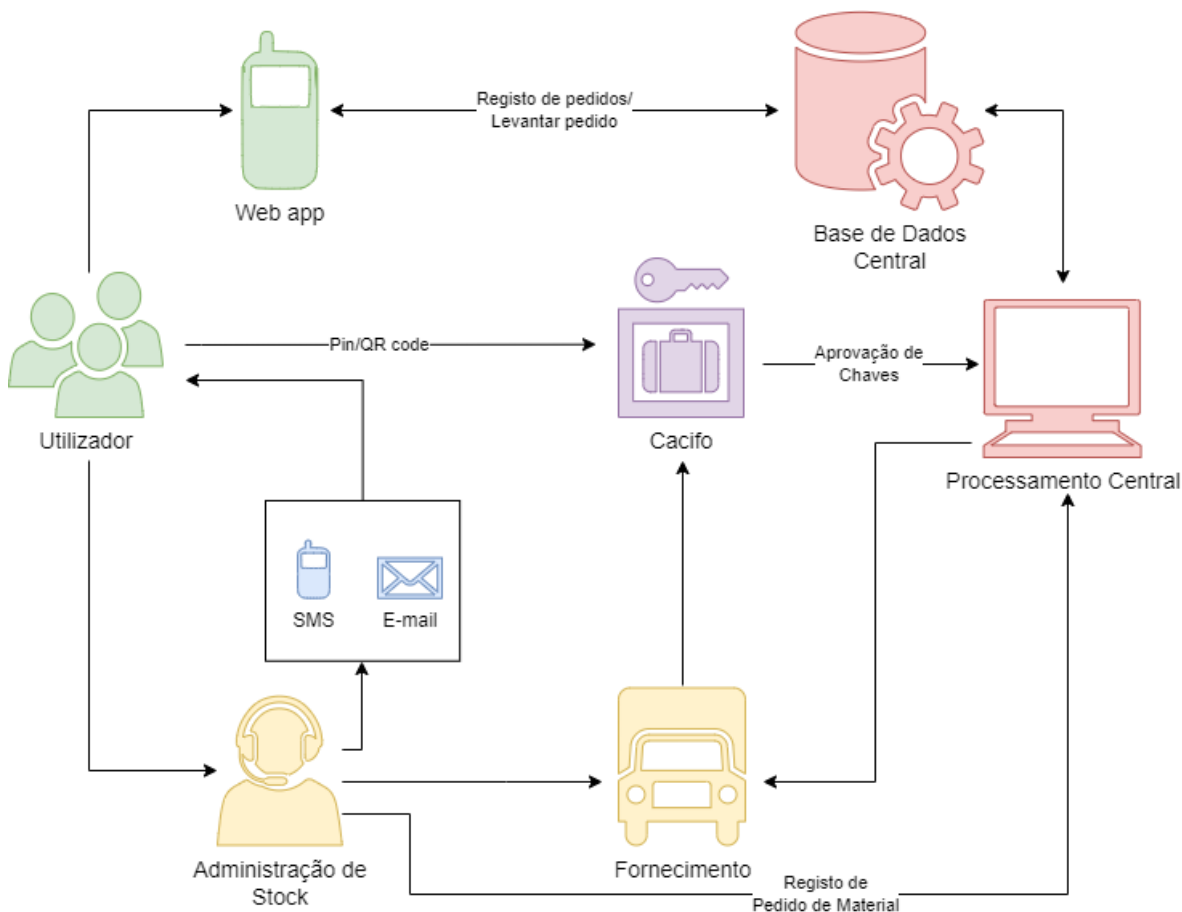 Registo de pedidos/
Levantar pedido
Web app
Base de Dados
Central
Pin/QR code
Aprovação de
Chaves
Utilizador
Cacifo
Processamento Central
SMS
E-mail
Administração de
Stock
Fornecimento
Registo de
Pedido de Material